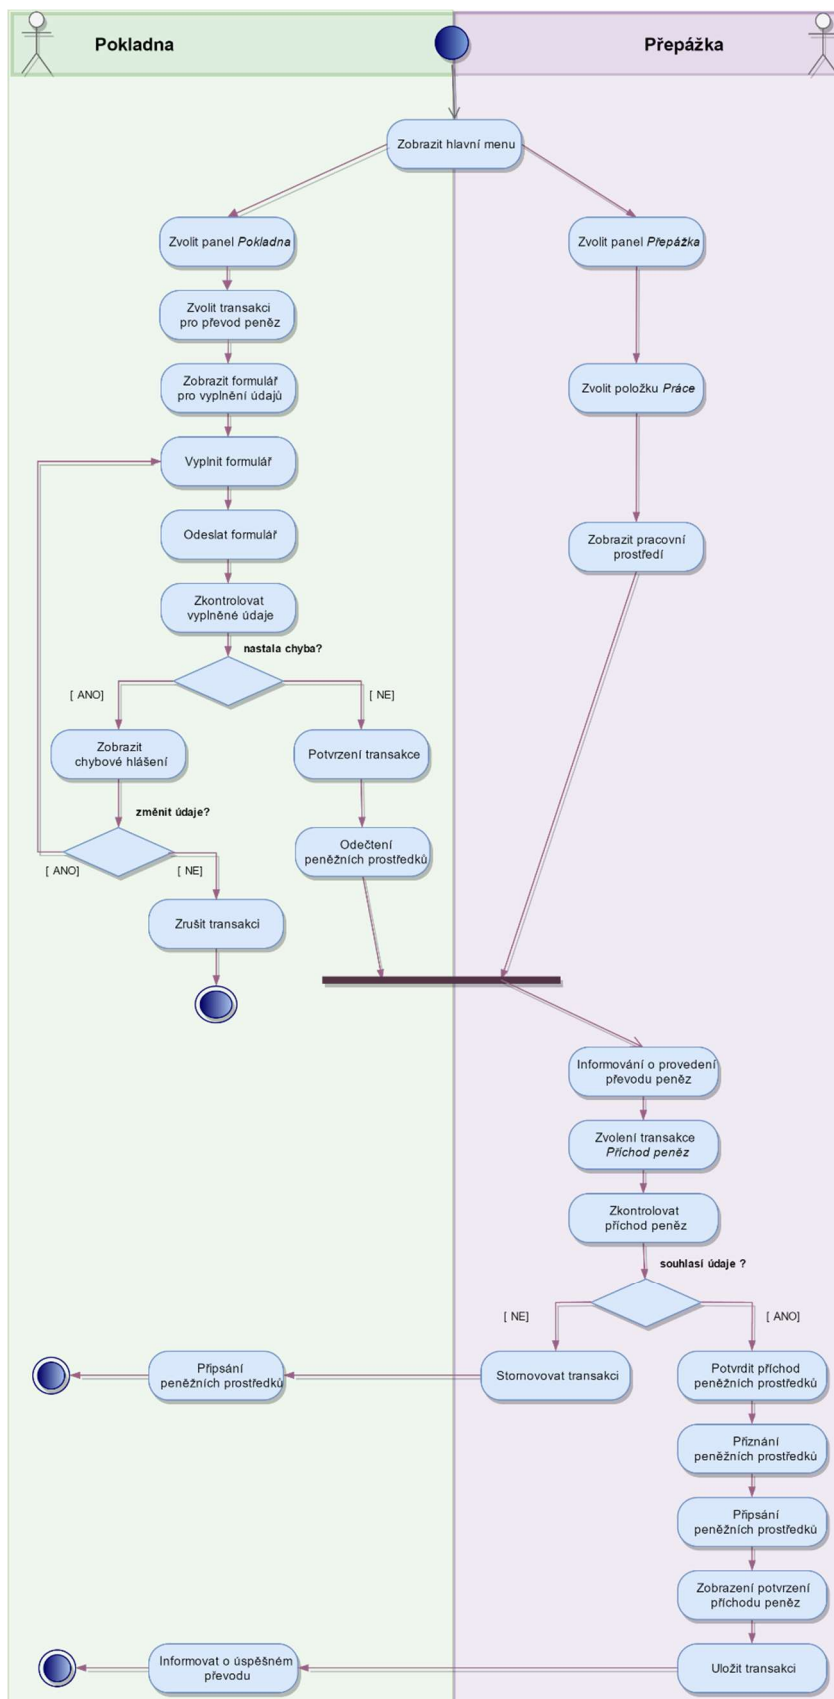 Pokladna
Přepážka
Zobrazit hlavní menu
Zvolit panel Pokladna
Zvolit panel Přepážka
Zvolit transakci
pro převod peněz
Zobrazit formulář
pro vyplnění údajů
Zvolit položku Práce
Vyplnit formulář
Odeslat formulář
Zobrazit pracovní
prostředí
Zkontrolovat
vyplněné údaje
nastala chyba?
[ ANO]
[ NE]
Zobrazit
chybové hlášení
Potvrzení transakce
změnit údaje?
Odečtení
peněžních prostředků
[ ANO]
[ NE]
Zrušit transakci
Informování o provedení
převodu peněz
Zvolení transakce
Příchod peněz
Zkontrolovat
příchod peněz
souhlasí údaje ?
[ NE]
[ ANO]
Připsání
peněžních prostředků
Stornovovat transakci
Potvrdit příchod
peněžních prostředků
Přiznání
peněžních prostředků
Připsání
peněžních prostředků
Zobrazení potvrzení
příchodu peněz
Informovat o úspěšném
převodu
Uložit transakci